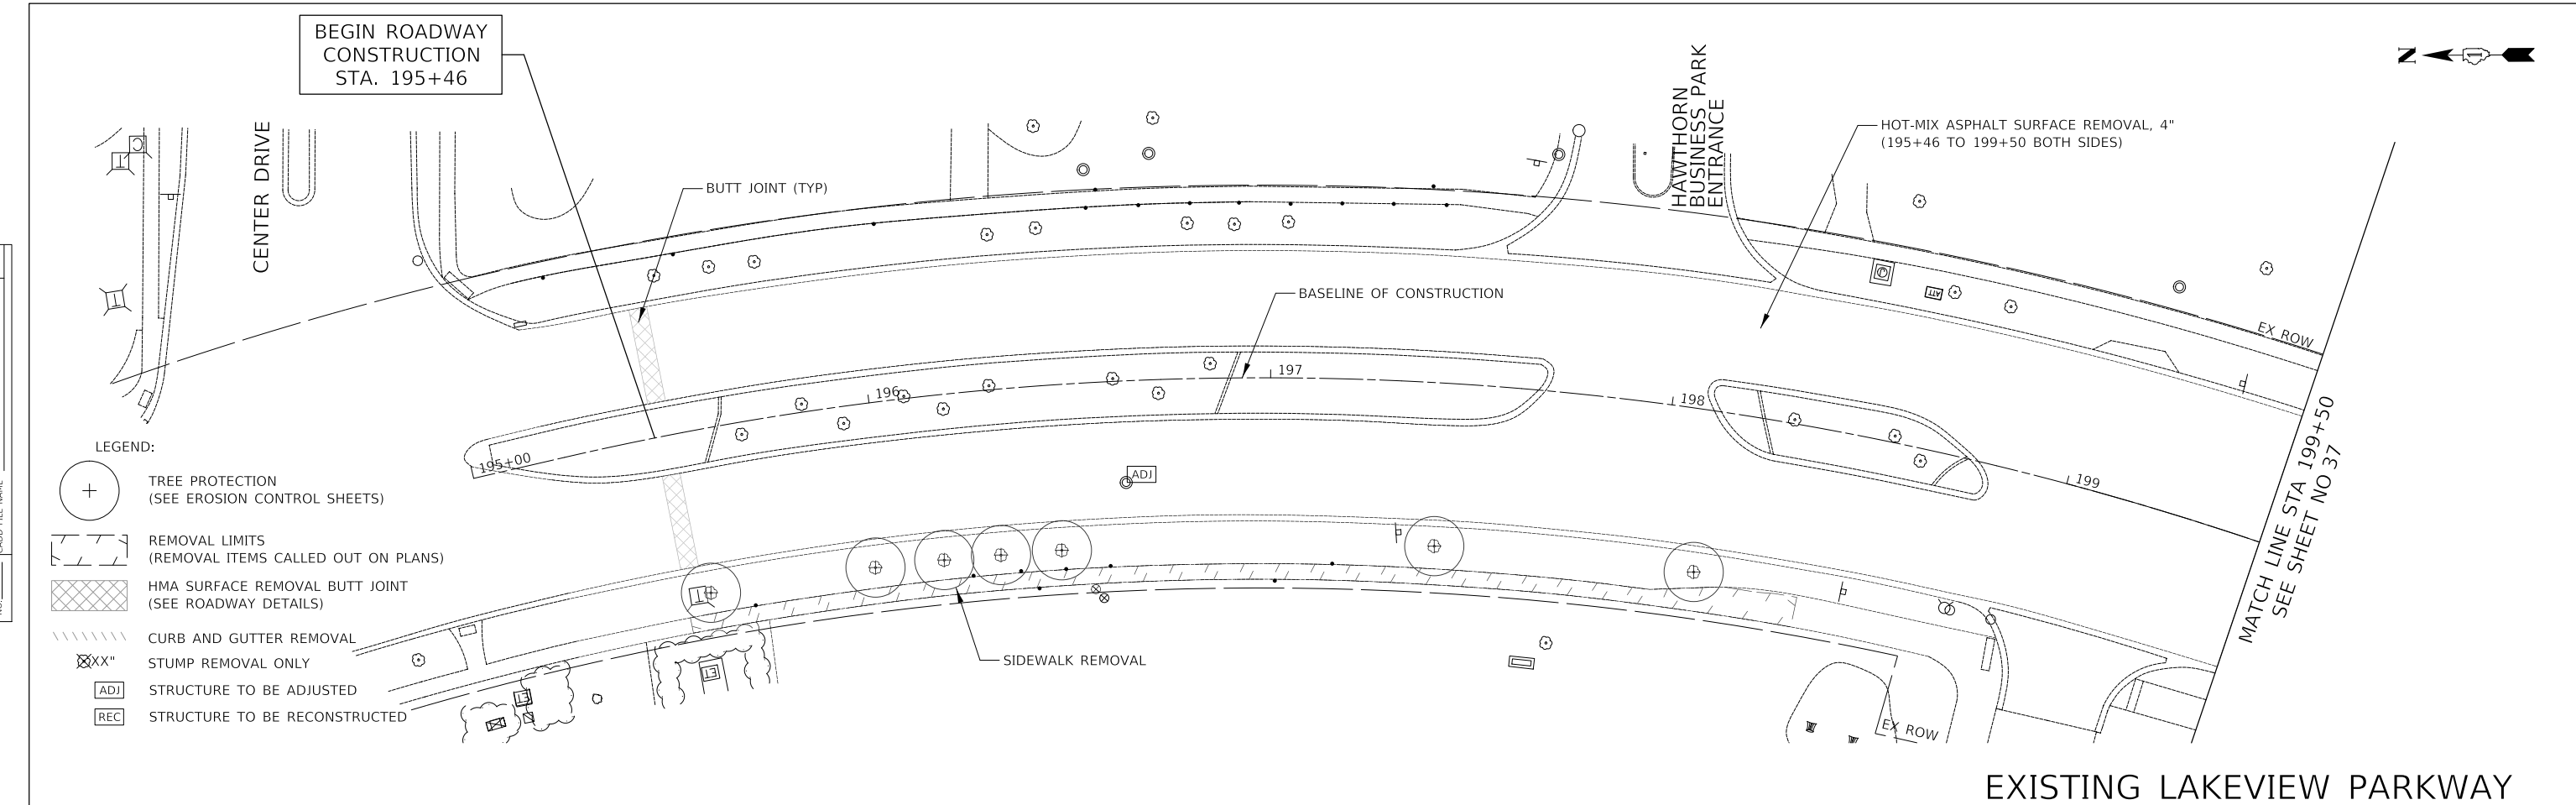 BEGIN ROADWAY
CONSTRUCTION
STA. 195+46
N
CENTER DRIVE
HAWTHORN
BUSINESS PARK
ENTRANCE
HOT-MIX ASPHALT SURFACE REMOVAL, 4"
(195+46 TO 199+50 BOTH SIDES)
BUTT JOINT (TYP)
BASELINE OF CONSTRUCTION
ATT
EX ROW
195+00
196
197
198
199
ADJ
MATCH LINE STA 199+50
SEE SHEET NO 37
LEGEND:
TREE PROTECTION
(SEE EROSION CONTROL SHEETS)
REMOVAL LIMITS
(REMOVAL ITEMS CALLED OUT ON PLANS)
HMA SURFACE REMOVAL BUTT JOINT
(SEE ROADWAY DETAILS)
CURB AND GUTTER REMOVAL
XX"
STUMP REMOVAL ONLY
ADJ
STRUCTURE TO BE ADJUSTED
REC
STRUCTURE TO BE RECONSTRUCTED
SIDEWALK REMOVAL
EX ROW
EXISTING LAKEVIEW PARKWAY